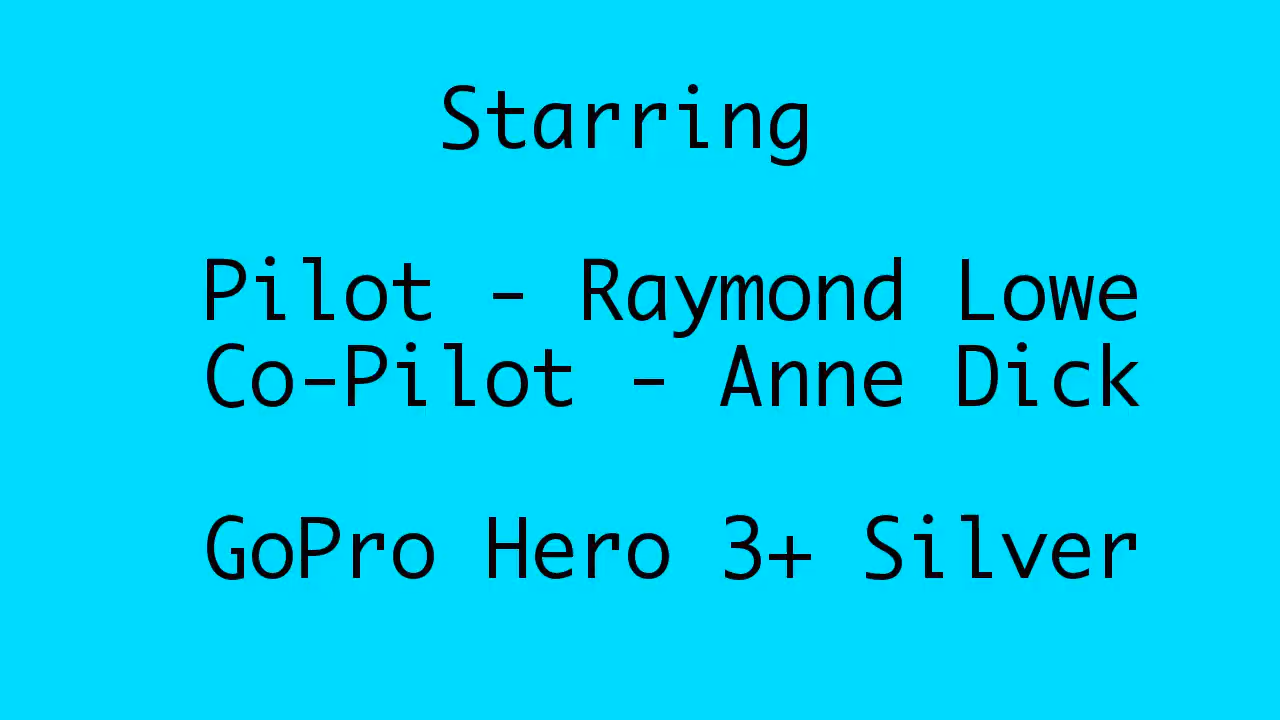 Starring
Pilot - Raymond Lowe
Co-Pilot - Anne Dick
GoPro Hero 3+ Silver